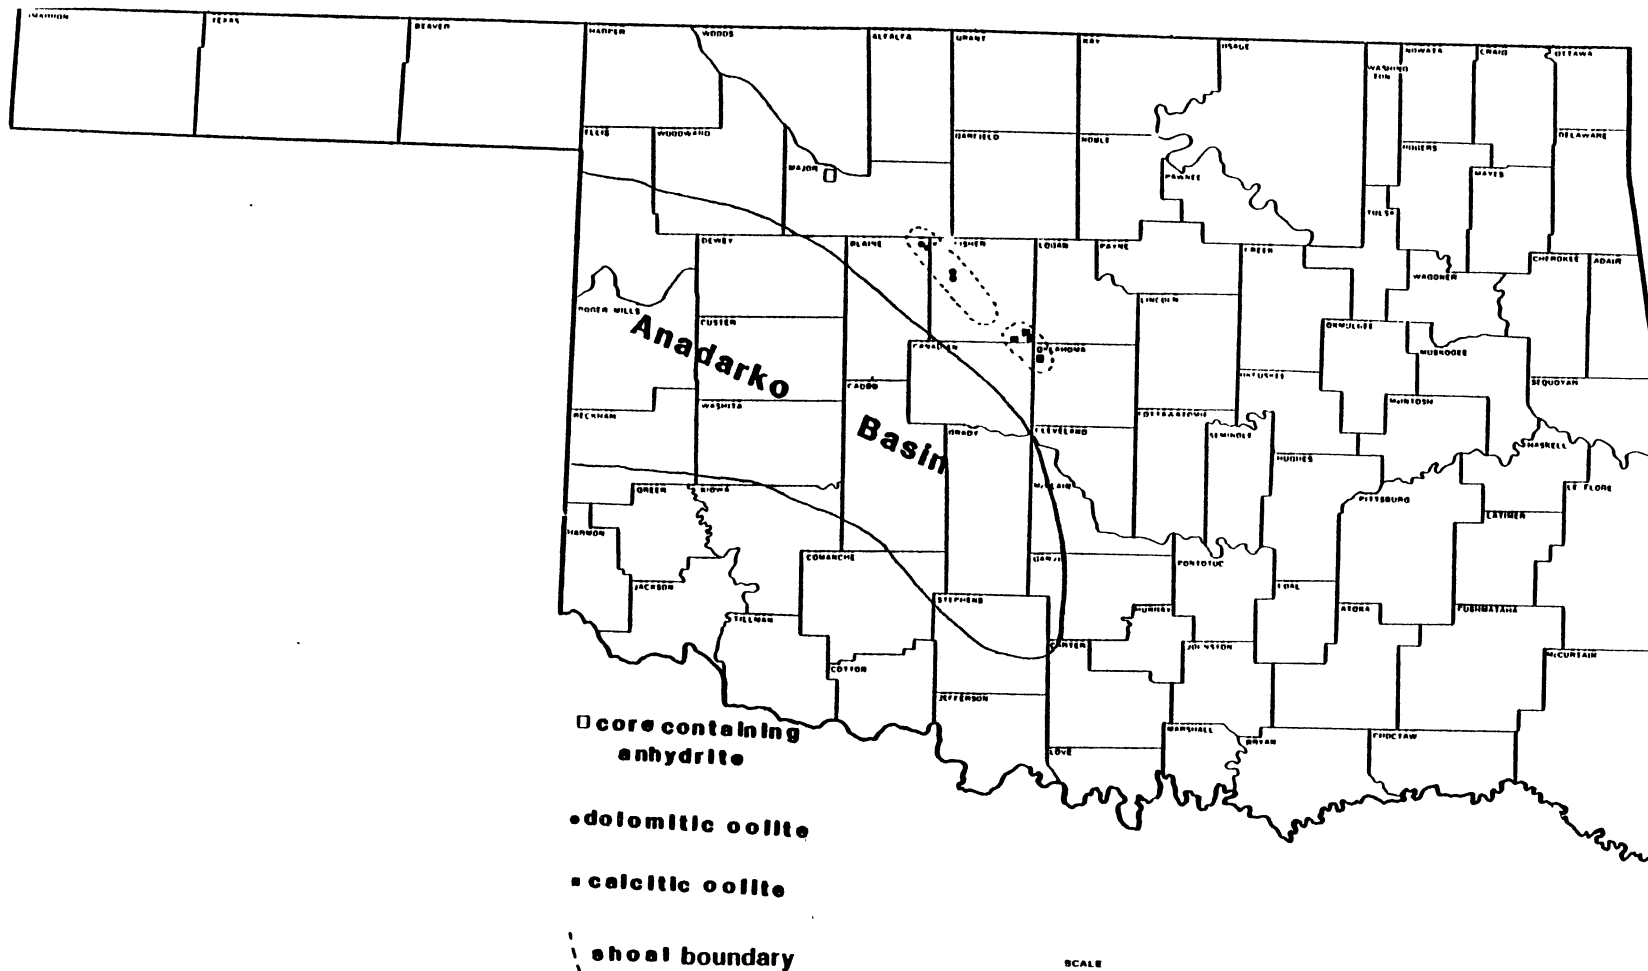 TEXAS
BEAVER
HARPER
WOODS
ALFALFA
GRANT
KAY
OSAGE
WASHING
TON
NOWATA
CRAIG
OTTAWA
ELLIS
WOODWARD
GARFIELD
NOBLE
ROGERS
DELAWARE
MAJOR
PAWNEE
MAYES
TULSA
DEWEY
BLAINE
LOGAN
PAYNE
CREEK
CHEROKEE
ADAIR
WAGONER
LINCOLN
ROGER MILLS
CUSTER
OKMULGEE
Anadarko
CANADIAN
OKLAHOMA
MUSKOGEE
CADDO
OKFUSKEE
SEQUOYAH
BECKHAM
WASHITA
POTTAWATOMIE
McINTOSH
Basin
GRADY
CLEVELAND
SEMINOLE
HASKELL
HUGHES
GREER
KIOWA
McCLAIN
PITTSBURG
LE FLORE
LATIMER
HARMON
COMANCHE
GARVIN
PONTOTOC
JACKSON
COAL
STEPHENS
MURRAY
ATOKA
PUSHMATAHA
TILLMAN
CARTER
JOHNSTON
McCURTAIN
COTTON
JEFFERSON
core containing
anhydrite
MARSHALL
BRYAN
CHOCTAW
LOVE
dolomitic oolite
calcitic oolite
shoal boundary
SCALE